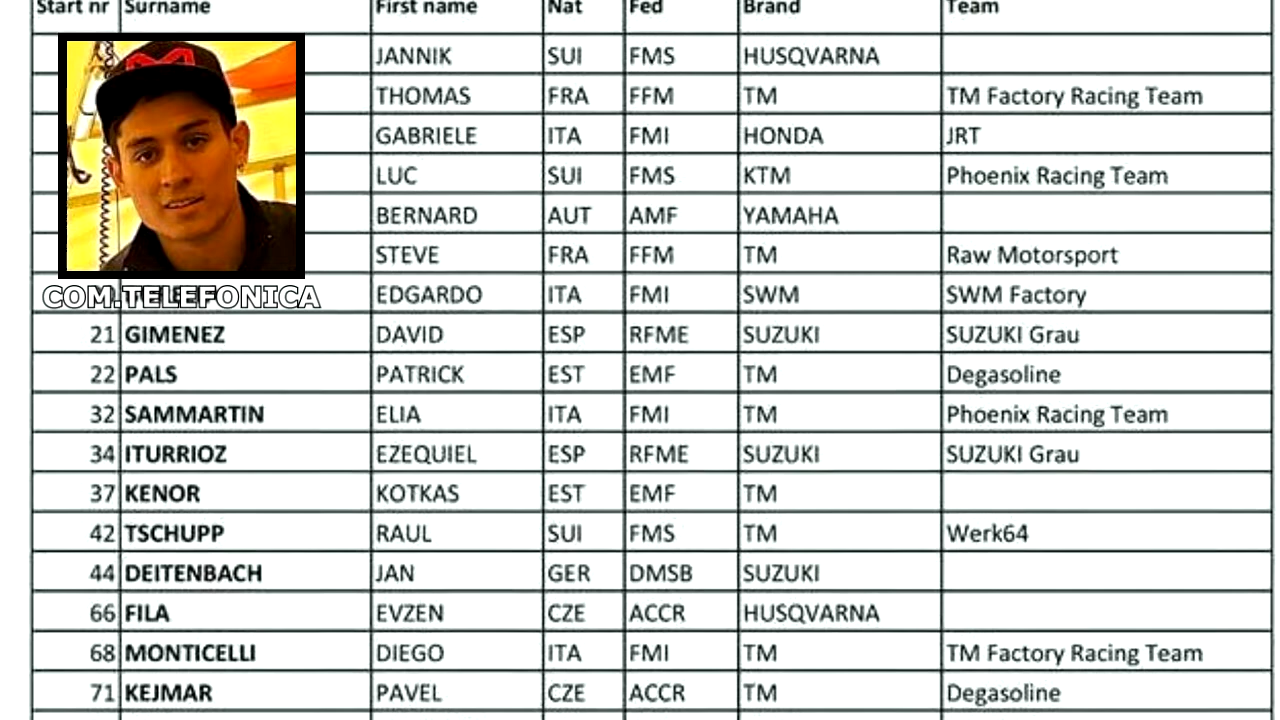 Start nr Surname First name Nat Fed Brand Team
JANNIK SUI FMS HUSQVARNA
THOMAS FRA FFM TM TM Factory Racing Team
GABRIELE ITA FMI HONDA JRT
LUC SUI FMS KTM Phoenix Racing Team
BERNARD AUT AMF YAMAHA
STEVE FRA FFM TM Raw Motorsport
COM.TELEFONICA
EDGARDO ITA FMI SWM SWM Factory
21 GIMENEZ DAVID ESP RFME SUZUKI SUZUKI Grau
22 PALS PATRICK EST EMF TM Degasoline
32 SAMMARTIN ELIA ITA FMI TM Phoenix Racing Team
34 ITURRIOZ EZEQUIEL ESP RFME SUZUKI SUZUKI Grau
37 KENOR KOTKAS EST EMF TM
42 TSCHUPP RAUL SUI FMS TM Werk64
44 DEITENBACH JAN GER DMSB SUZUKI
66 FILA EVZEN CZE ACCR HUSQVARNA
68 MONTICELLI DIEGO ITA FMI TM TM Factory Racing Team
71 KEJMAR PAVEL CZE ACCR TM Degasoline